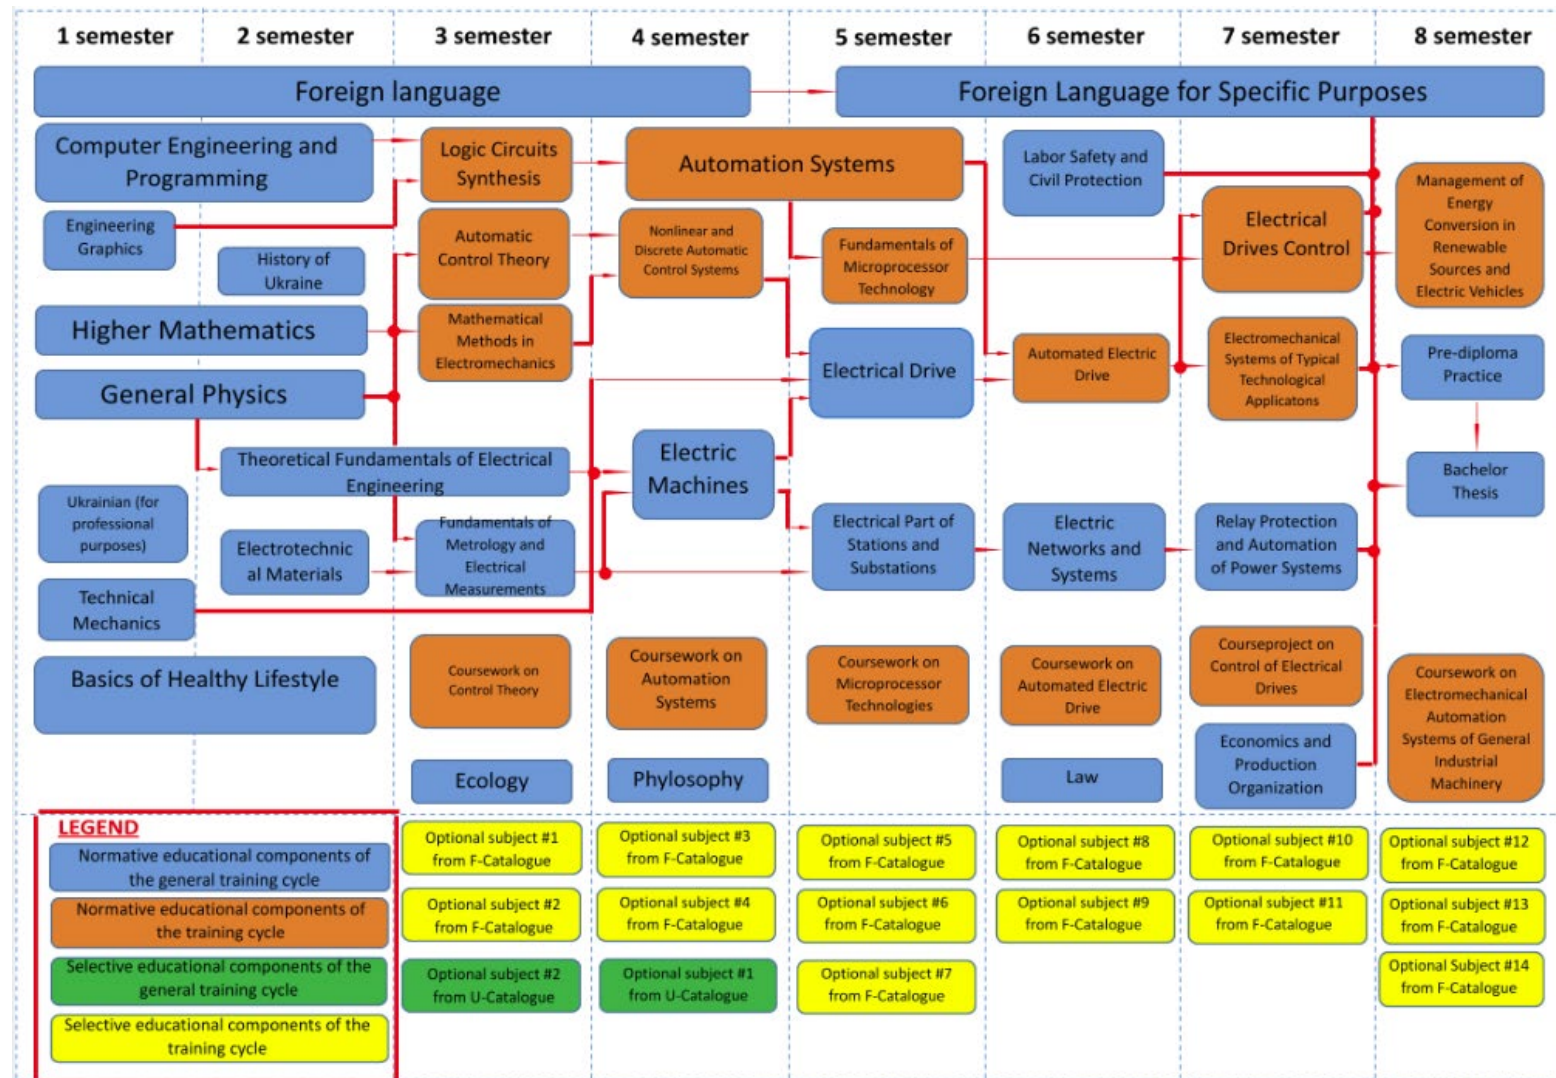 1 semester
2 semester
3 semester
4 semester
5 semester
6 semester
7 semester
8 semester
Foreign language
Foreign Language for Specific Purposes
Computer Engineering and
Programming
Logic Circuits
Synthesis
Automation Systems
Labor Safety and
Civil Protection
Management of
Energy
Conversion in
Renewable
Sources and
Electric Vehicles
Engineering
Graphics
History of
Ukraine
Automatic
Control Theory
Nonlinear and
Discrete Automatic
Control Systems
Fundamentals of
Microprocessor
Technology
Electrical
Drives Control
Higher Mathematics
Mathematical
Methods in
Electromechanics
Electrical Drive
Automated Electric
Drive
Electromechanical
Systems of Typical
Technological
Applicatons
Pre-diploma
Practice
General Physics
Theoretical Fundamentals of Electrical
Engineering
Electric
Machines
Bachelor
Thesis
Ukrainian (for
professional
purposes)
Electrotechnic
al Materials
Fundamentals of
Metrology and
Electrical
Measurements
Electrical Part of
Stations and
Substations
Electric
Networks and
Systems
Relay Protection
and Automation
of Power Systems
Technical
Mechanics
Basics of Healthy Lifestyle
Coursework on
Control Theory
Coursework on
Automation
Systems
Coursework on
Microprocessor
Technologies
Coursework on
Automated Electric
Drive
Courseproject on
Control of Electrical
Drives
Coursework on
Electromechanical
Automation
Systems of General
Industrial
Machinery
Ecology
Phylosophy
Law
Economics and
Production
Organization
LEGEND
Normative educational components of
the general training cycle
Normative educational components of
the training cycle
Selective educational components of the
general training cycle
Selective educational components of the
training cycle
Optional subject #1
from F-Catalogue
Optional subject #3
from F-Catalogue
Optional subject #5
from F-Catalogue
Optional subject #8
from F-Catalogue
Optional subject #10
from F-Catalogue
Optional subject #12
from F-Catalogue
Optional subject #2
from F-Catalogue
Optional subject #4
from F-Catalogue
Optional subject #6
from F-Catalogue
Optional subject #9
from F-Catalogue
Optional subject #11
from F-Catalogue
Optional subject #13
from F-Catalogue
Optional subject #2
from U-Catalogue
Optional subject #1
from U-Catalogue
Optional subject #7
from F-Catalogue
Optional Subject #14
from F-Catalogue